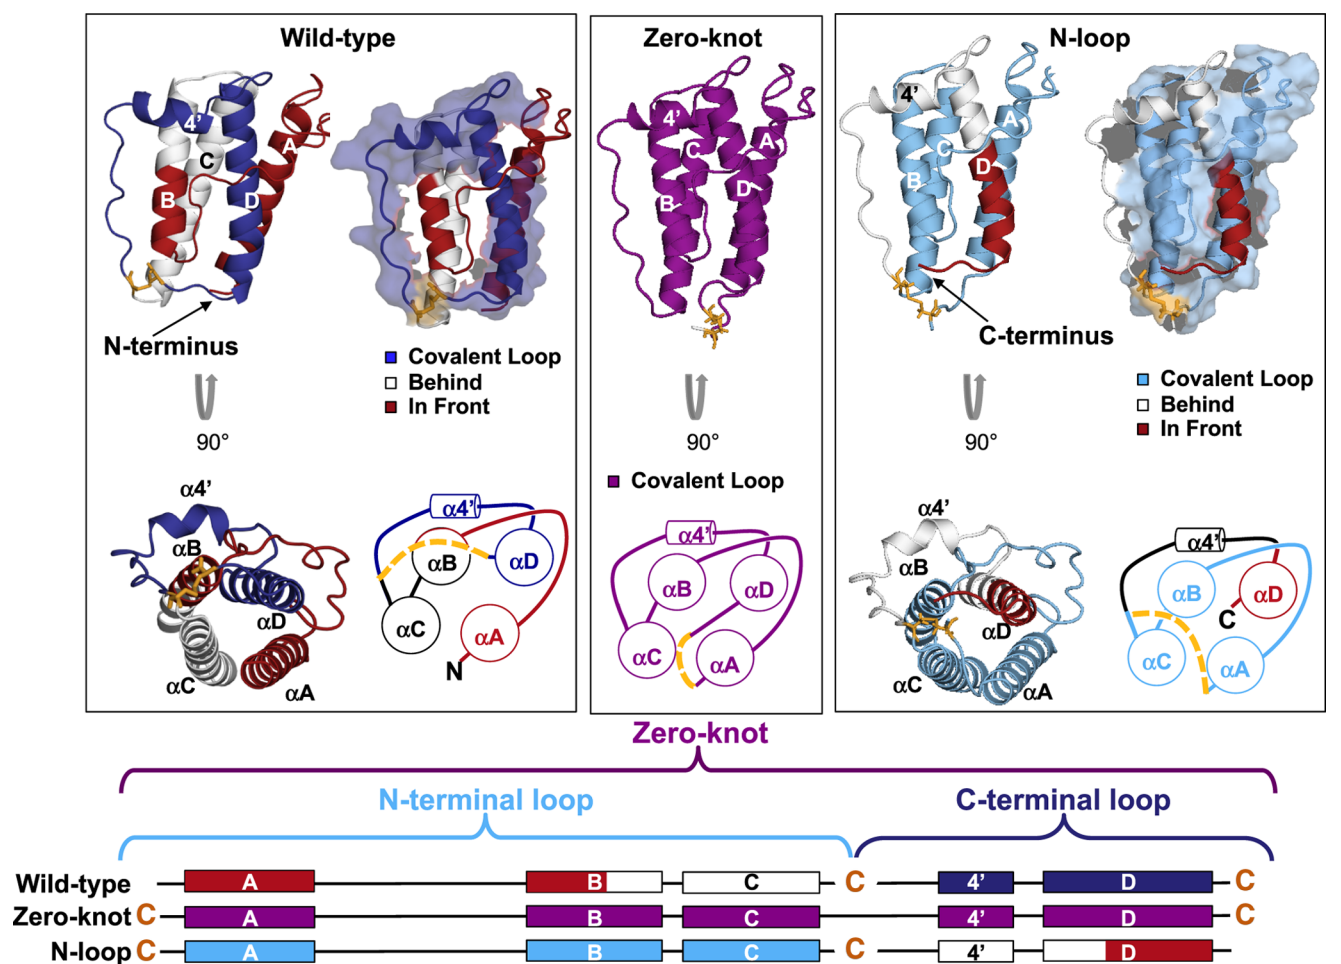 Wild-type
4'
C
A
B
D
N-terminus
Covalent Loop
Behind
In Front
90°
α4'
αB
αD
αC
αA
α4'
αB
αD
αC
αA
N
Zero-knot
4'
C
A
D
B
90°
Covalent Loop
α4'
αB
αD
αC
αA
N-loop
4'
A
C
D
B
C-terminus
Covalent Loop
Behind
In Front
90°
α4'
αB
αD
αC
αA
α4'
αB
αD
C
αC
αA
Zero-knot
N-terminal loop C-terminal loop
Wild-type A B C C 4' D C
Zero-knot C A B C 4' D C
N-loop C A B C C 4' D